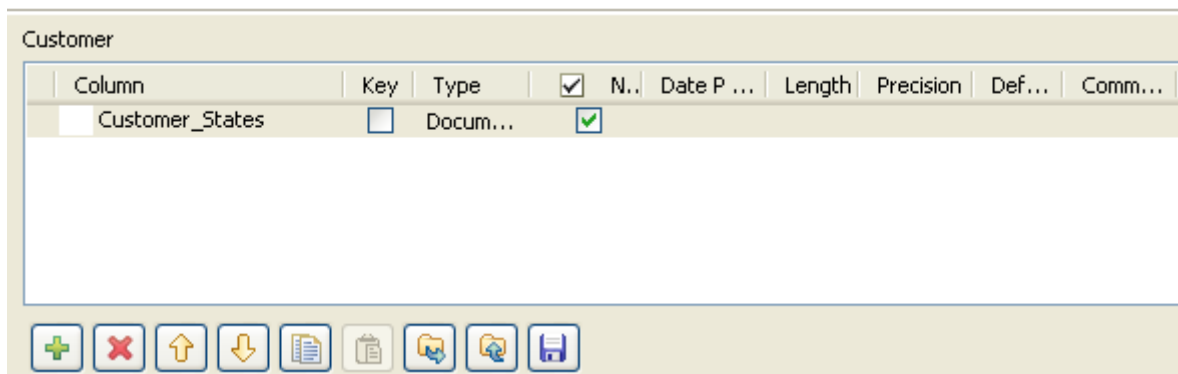 Customer
Column Key Type N.. Date P ... Length Precision Def... Comm...
Customer_States Docum...